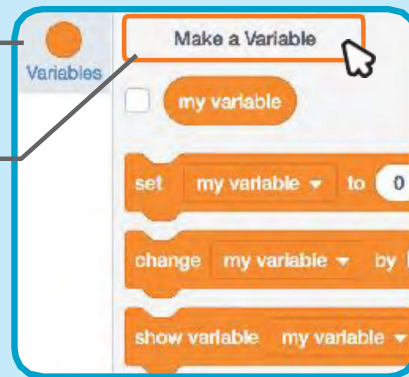 Make a Variable
Variables
my variable
set my variable to 0
change my variable by
show variable my variable